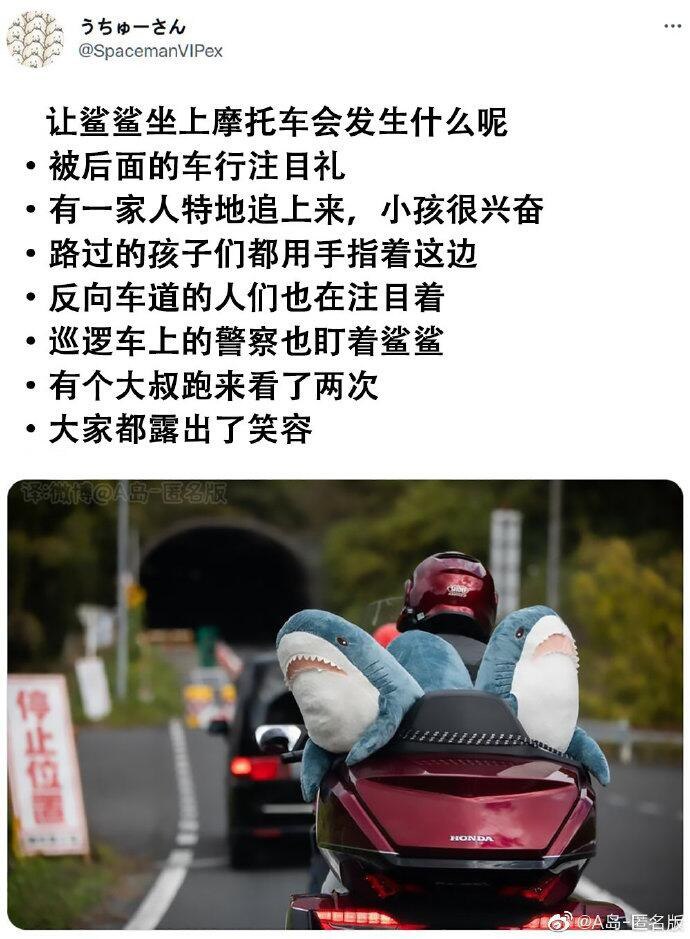 うちゅーさん
@SpacemanVIPex
让鲨鲨坐上摩托车会发生什么呢
・被后面的车行注目礼
・有一家人特地追上来，小孩很兴奋
・路过的孩子们都用手指着这边
・反向车道的人们也在注目着
・巡逻车上的警察也盯着鲨鲨
・有个大叔跑来看了两次
・大家都露出了笑容
译:微博@A岛-匿名版
SHOEI
停止位置
HONDA
@A岛-匿名版